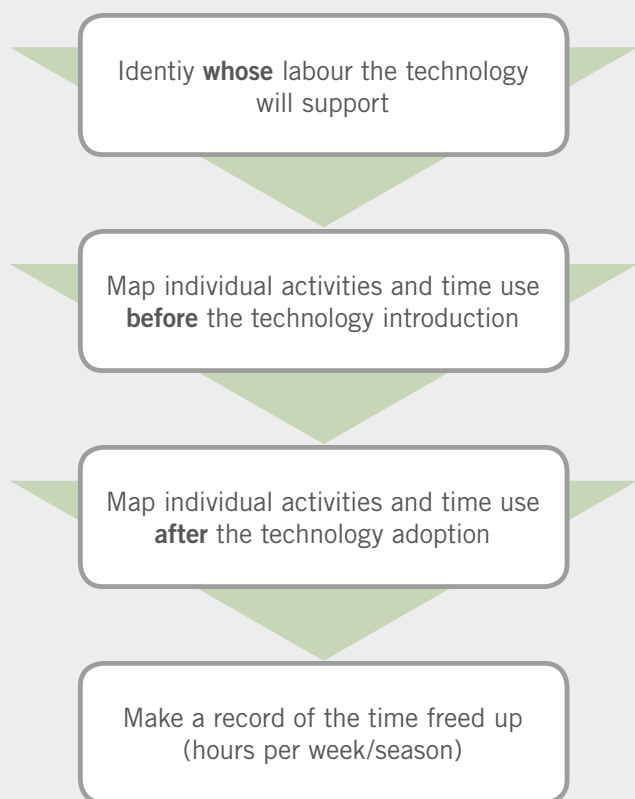 Identiy whose labour the technology
will support
Map individual activities and time use
before the technology introduction
Map individual activities and time use
after the technology adoption
Make a record of the time freed up
(hours per week/season)